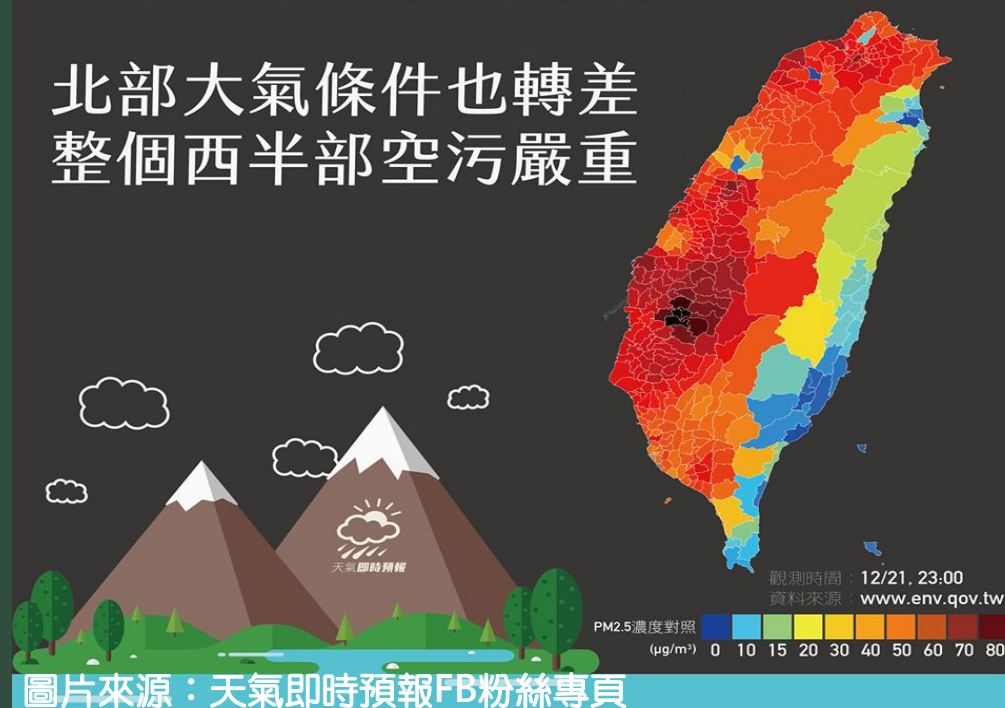 北部大氣條件也轉差
整個西半部空污嚴重
天氣即時預報
觀測時間：12/21, 23:00
資料來源：www.env.gov.tw
PM2.5濃度對照
(μg/m³) 0 10 15 20 30 40 50 60 70 80
圖片來源：天氣即時預報FB粉絲專頁